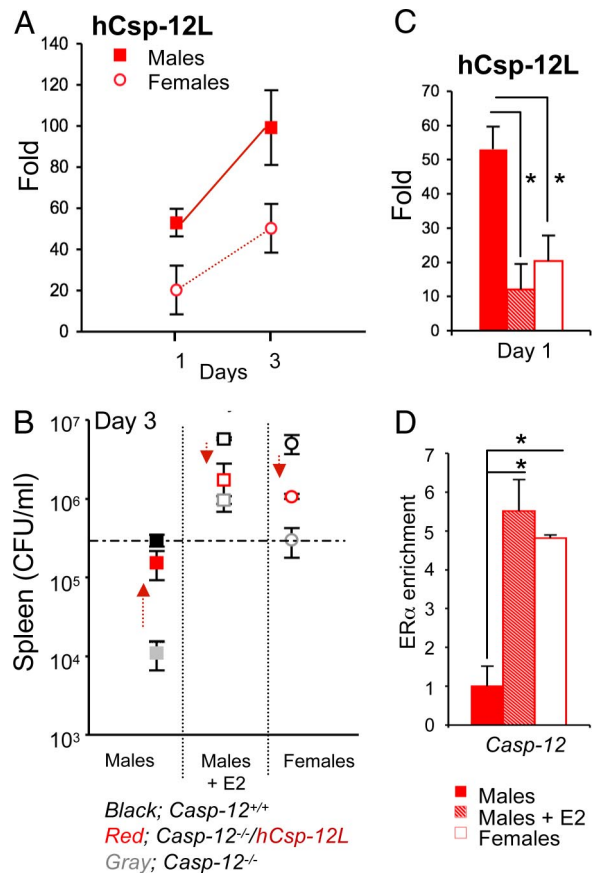 A
hCsp-12L
Males
Females
140
120
100
80
60
40
20
0
Fold
1
3
Days
C
hCsp-12L
70
60
50
40
30
20
10
0
Fold
*
*
Day 1
B
Day 3
10⁷
10⁶
10⁵
10⁴
10³
Spleen (CFU/ml)
Males
Males
+ E2
Females
Black; Casp-12+/+
Red; Casp-12-/-/hCsp-12L
Gray; Casp-12-/-
D
*
*
7
6
5
4
3
2
1
0
ERα enrichment
Casp-12
Males
Males + E2
Females